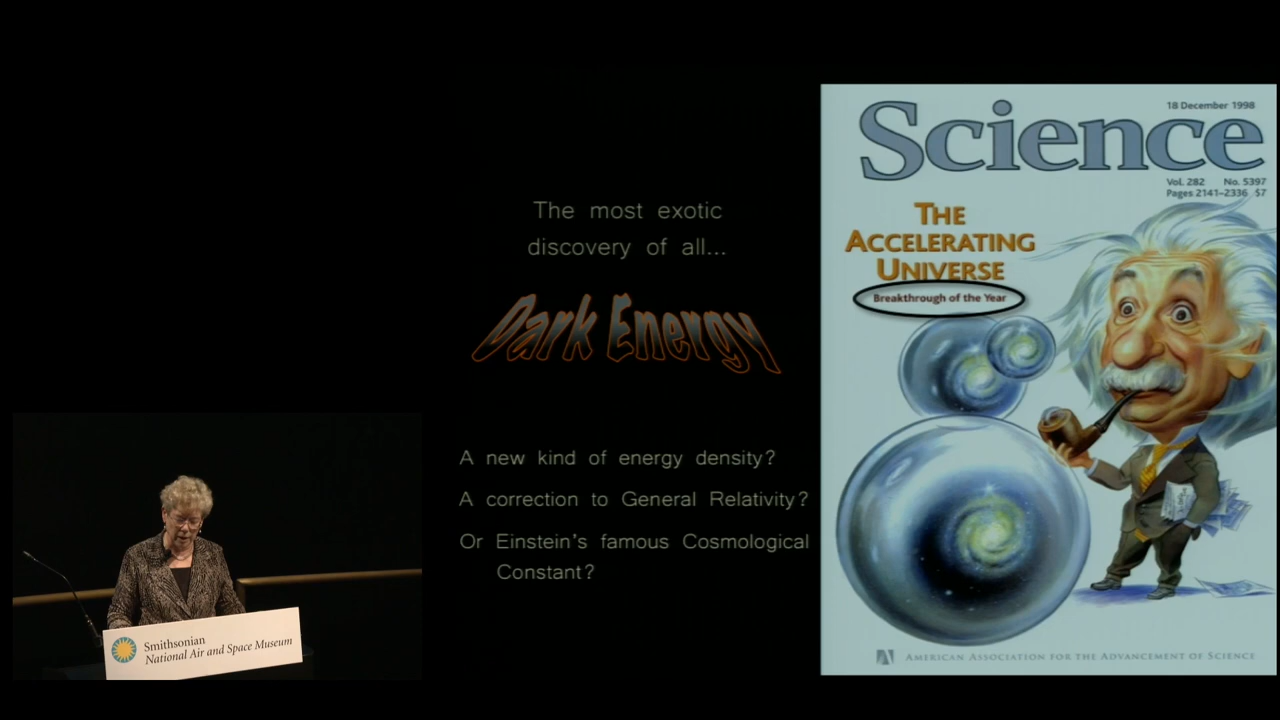 The most exotic
discovery of all...
Dark Energy
A new kind of energy density?
A correction to General Relativity?
Or Einstein's famous Cosmological
Constant?
18 December 1998
Science
Vol. 282 No. 5397
Pages 2141–2336 $7
THE
ACCELERATING
UNIVERSE
Breakthrough of the Year
AMERICAN ASSOCIATION FOR THE ADVANCEMENT OF SCIENCE
Smithsonian
National Air and Space Museum